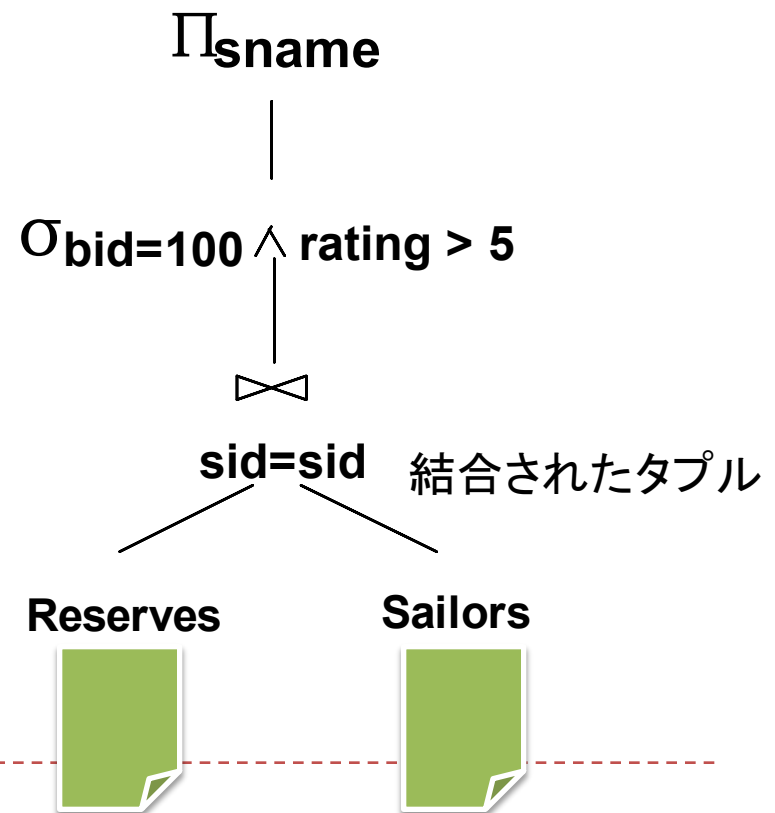 Πsname
σbid=100 ∧ rating > 5
⋈
sid=sid 結合されたタプル
Reserves Sailors